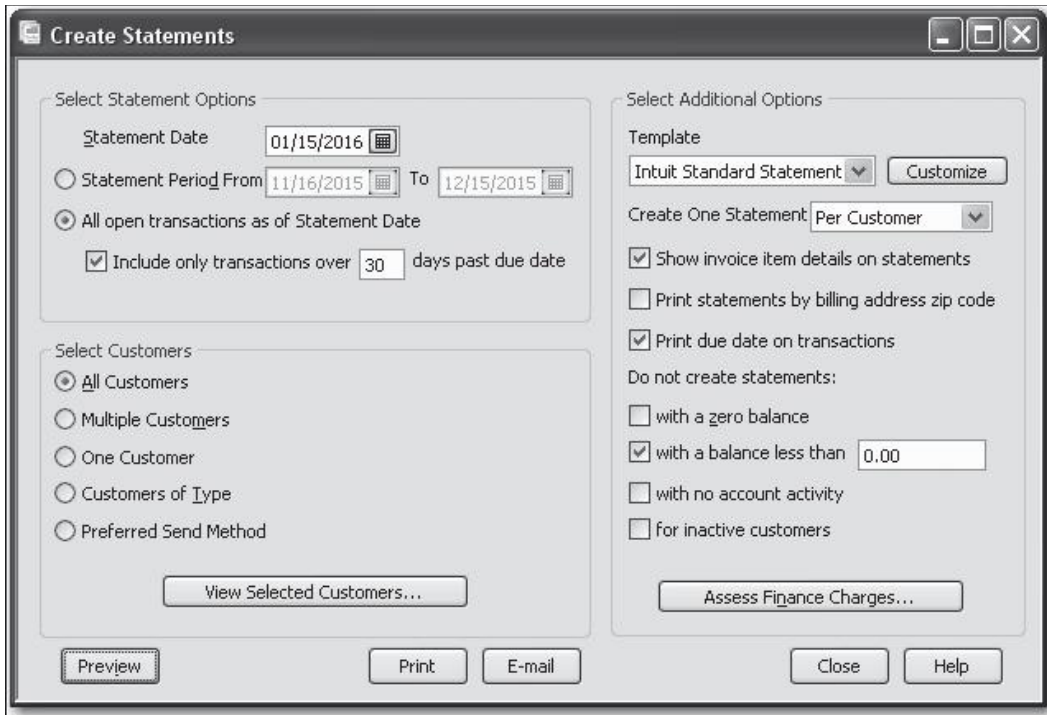 Create Statements
Select Statement Options
Statement Date 01/15/2016
Statement Period From 11/16/2015 To 12/15/2015
All open transactions as of Statement Date
Include only transactions over 30 days past due date
Select Customers
All Customers
Multiple Customers
One Customer
Customers of Type
Preferred Send Method
View Selected Customers...
Select Additional Options
Template
Intuit Standard Statement Customize
Create One Statement Per Customer
Show invoice item details on statements
Print statements by billing address zip code
Print due date on transactions
Do not create statements:
with a zero balance
with a balance less than 0.00
with no account activity
for inactive customers
Assess Finance Charges...
Preview Print E-mail Close Help